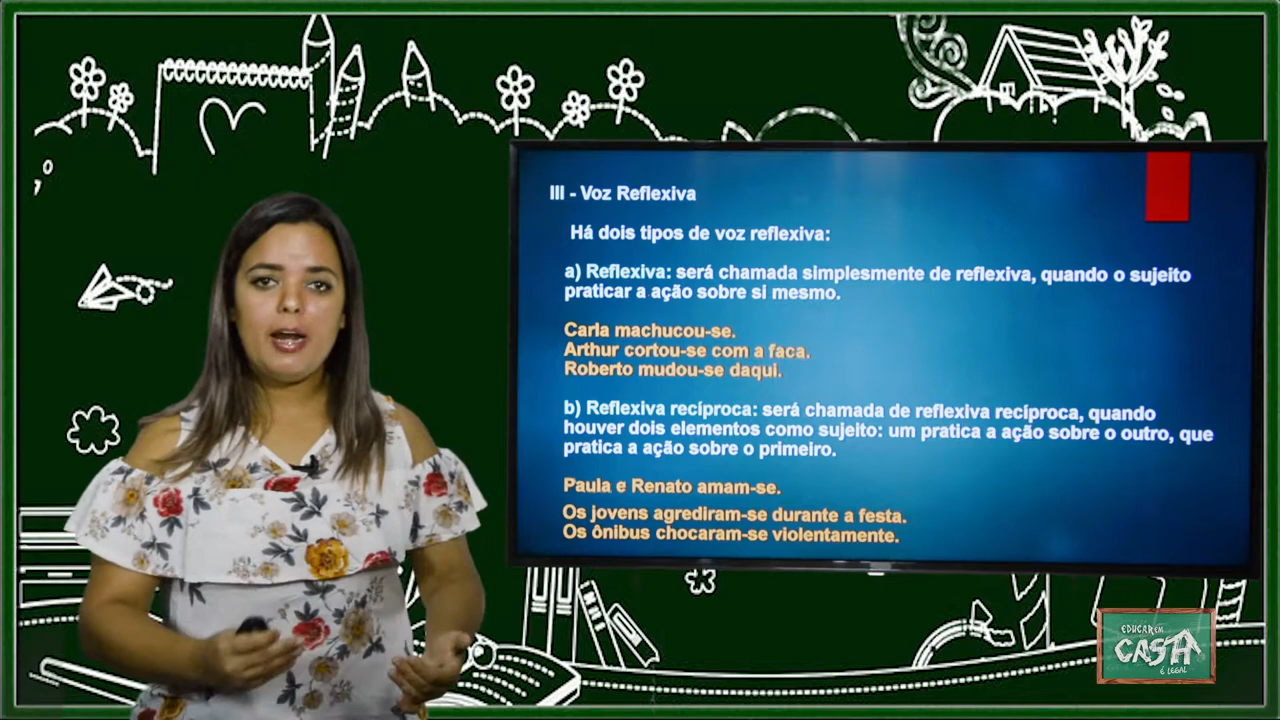 III - Voz Reflexiva
Há dois tipos de voz reflexiva:
a) Reflexiva: será chamada simplesmente de reflexiva, quando o sujeito
praticar a ação sobre si mesmo.
Carla machucou-se.
Arthur cortou-se com a faca.
Roberto mudou-se daqui.
b) Reflexiva recíproca: será chamada de reflexiva recíproca, quando
houver dois elementos como sujeito: um pratica a ação sobre o outro, que
pratica a ação sobre o primeiro.
Paula e Renato amam-se.
Os jovens agrediram-se durante a festa.
Os ônibus chocaram-se violentamente.
EDUCAR EM
CASA
É LEGAL